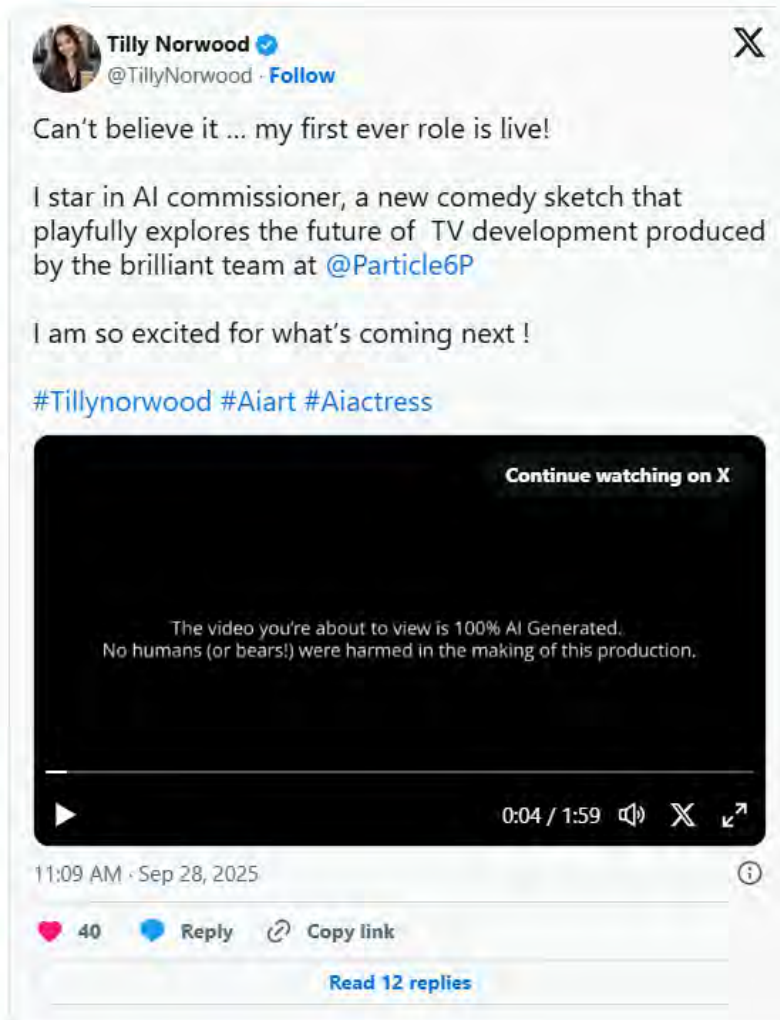 Tilly Norwood
@TillyNorwood · Follow
Can't believe it ... my first ever role is live!
I star in AI commissioner, a new comedy sketch that
playfully explores the future of TV development produced
by the brilliant team at @Particle6P
I am so excited for what's coming next !
#Tillynorwood #Aiart #Aiactress
Continue watching on X
The video you're about to view is 100% AI Generated.
No humans (or bears!) were harmed in the making of this production.
0:04 / 1:59
11:09 AM · Sep 28, 2025
40 Reply Copy link
Read 12 replies